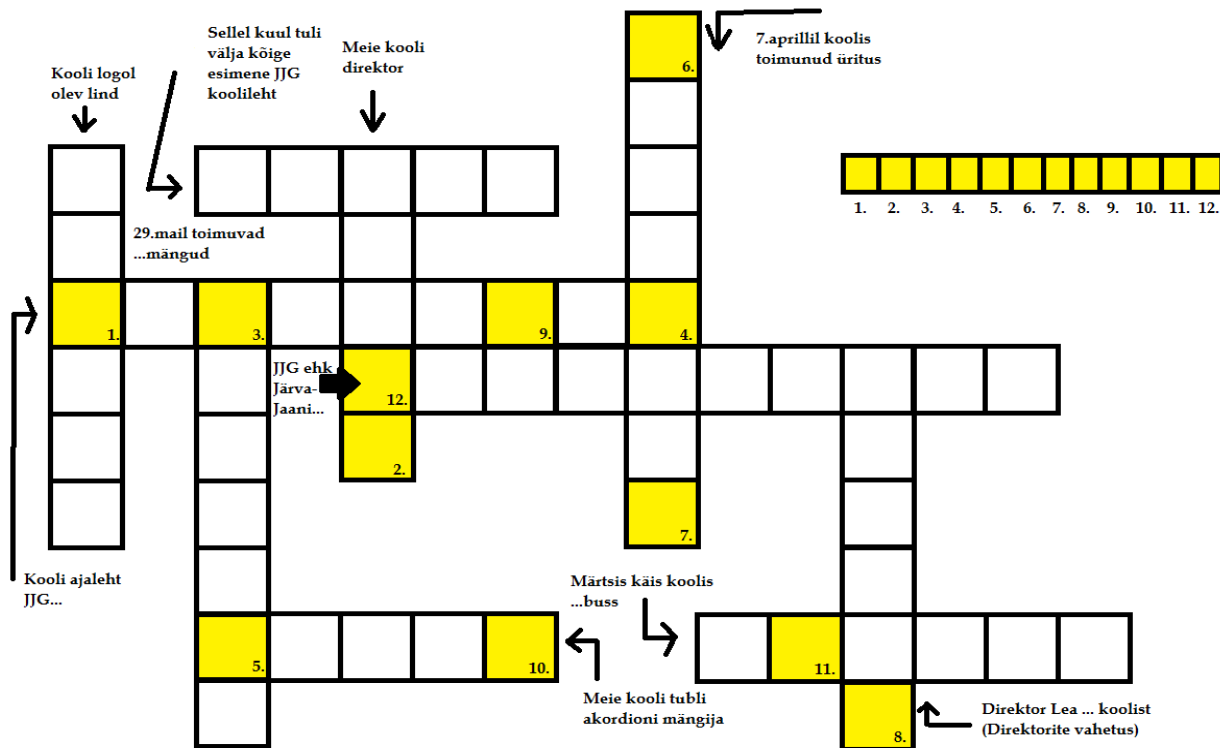 Sellel kuul tuli
välja kõige
esimene JJG
koolileht
Meie kooli
direktor
7.aprillil koolis
toimunud üritus
Kooli logol
olev lind
6.
1. 2. 3. 4. 5. 6. 7. 8. 9. 10. 11. 12.
29.mail toimuvad
...mängud
1.
3.
9.
4.
JJG ehk
Järva-
Jaani...
12.
2.
7.
Kooli ajaleht
JJG...
Märtsis käis koolis
...buss
5.
10.
11.
Meie kooli tubli
akordioni mängija
8.
Direktor Lea ... koolist
(Direktorite vahetus)